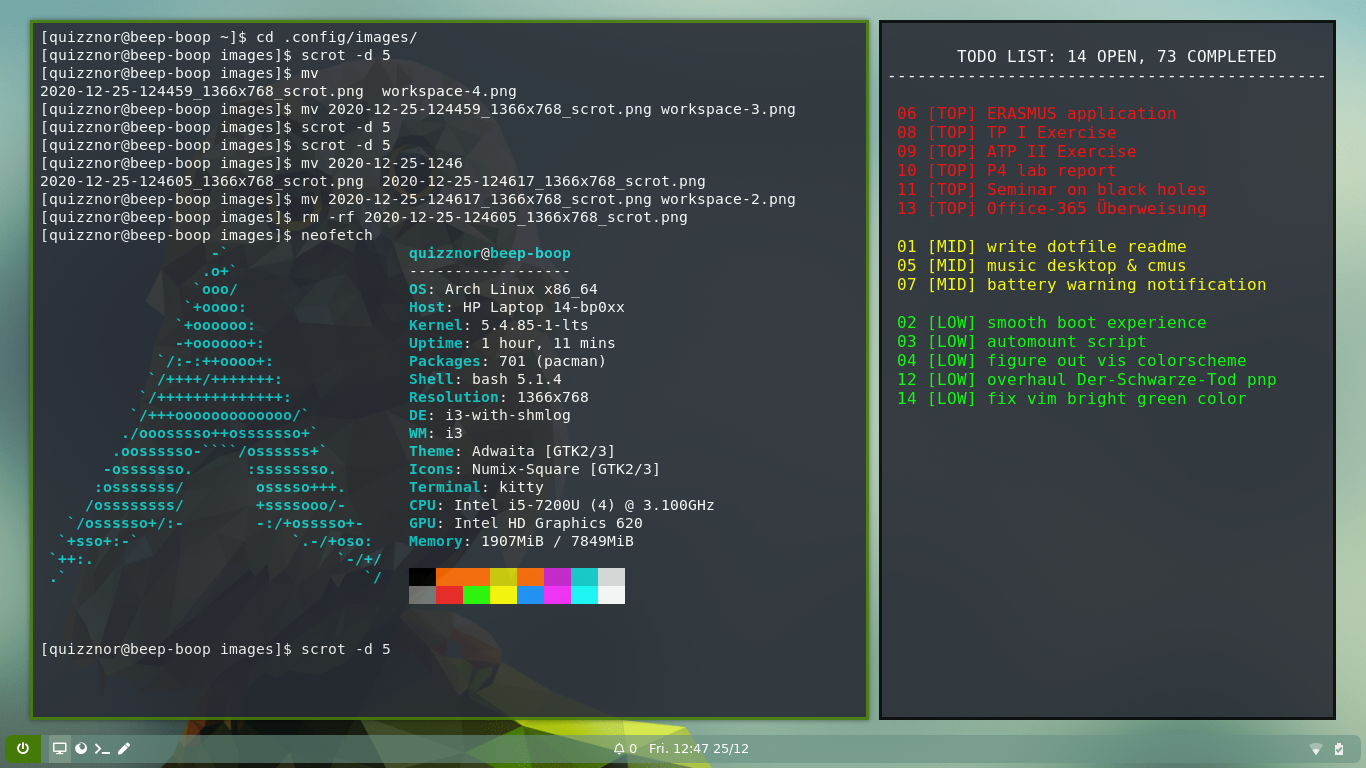 [quizznor@beep-boop ~]$ cd .config/images/
[quizznor@beep-boop images]$ scrot -d 5
[quizznor@beep-boop images]$ mv
2020-12-25-124459_1366x768_scrot.png  workspace-4.png
[quizznor@beep-boop images]$ mv 2020-12-25-124459_1366x768_scrot.png workspace-3.png
[quizznor@beep-boop images]$ scrot -d 5
[quizznor@beep-boop images]$ scrot -d 5
[quizznor@beep-boop images]$ mv 2020-12-25-1246
2020-12-25-124605_1366x768_scrot.png  2020-12-25-124617_1366x768_scrot.png
[quizznor@beep-boop images]$ mv 2020-12-25-124617_1366x768_scrot.png workspace-2.png
[quizznor@beep-boop images]$ rm -rf 2020-12-25-124605_1366x768_scrot.png
[quizznor@beep-boop images]$ neofetch
quizznor@beep-boop
------------------
OS: Arch Linux x86_64
Host: HP Laptop 14-bp0xx
Kernel: 5.4.85-1-lts
Uptime: 1 hour, 11 mins
Packages: 701 (pacman)
Shell: bash 5.1.4
Resolution: 1366x768
DE: i3-with-shmlog
WM: i3
Theme: Adwaita [GTK2/3]
Icons: Numix-Square [GTK2/3]
Terminal: kitty
CPU: Intel i5-7200U (4) @ 3.100GHz
GPU: Intel HD Graphics 620
Memory: 1907MiB / 7849MiB
[quizznor@beep-boop images]$ scrot -d 5
TODO LIST: 14 OPEN, 73 COMPLETED
--------------------------------------------
06 [TOP] ERASMUS application
08 [TOP] TP I Exercise
09 [TOP] ATP II Exercise
10 [TOP] P4 lab report
11 [TOP] Seminar on black holes
13 [TOP] Office-365 Überweisung
01 [MID] write dotfile readme
05 [MID] music desktop & cmus
07 [MID] battery warning notification
02 [LOW] smooth boot experience
03 [LOW] automount script
04 [LOW] figure out vis colorscheme
12 [LOW] overhaul Der-Schwarze-Tod pnp
14 [LOW] fix vim bright green color
0 Fri. 12:47 25/12